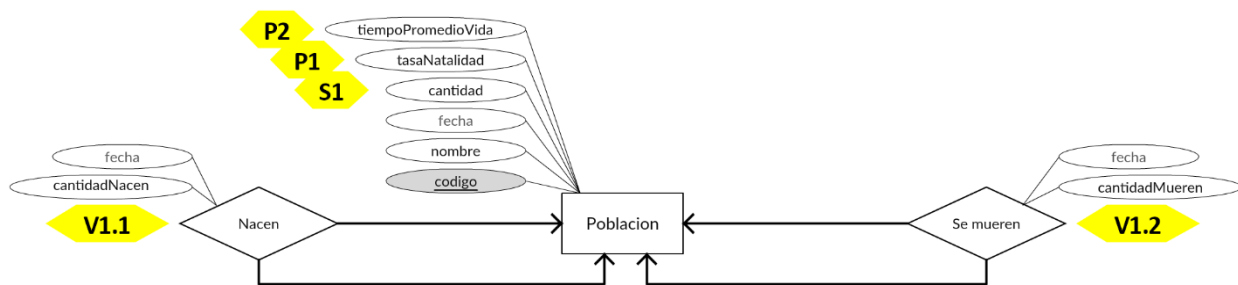 P2
tiempoPromedioVida
P1
tasaNatalidad
S1
cantidad
fecha
nombre
codigo
fecha
cantidadNacen
V1.1
Nacen
Poblacion
fecha
cantidadMueren
Se mueren
V1.2